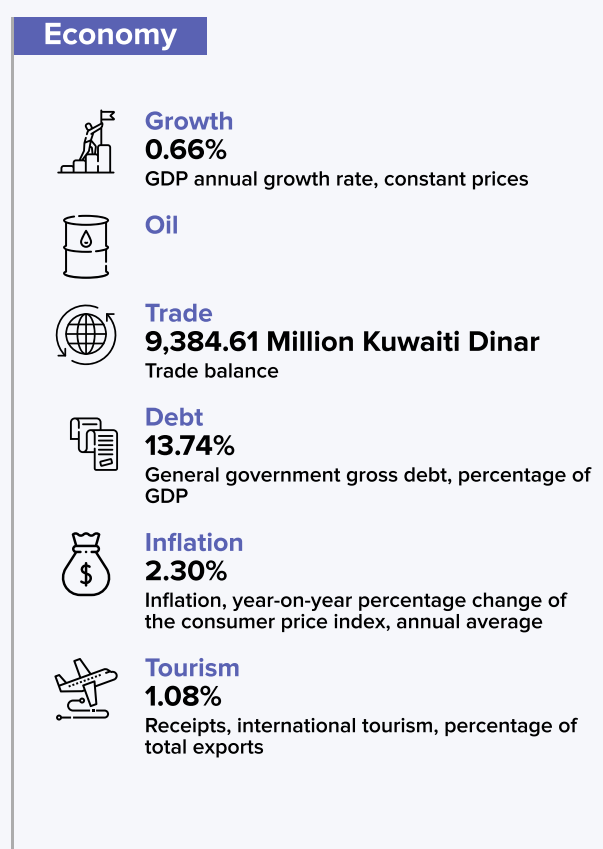 Economy
Growth
0.66%
GDP annual growth rate, constant prices
Oil
Trade
9,384.61 Million Kuwaiti Dinar
Trade balance
Debt
13.74%
General government gross debt, percentage of
GDP
$
Inflation
2.30%
Inflation, year-on-year percentage change of
the consumer price index, annual average
Tourism
1.08%
Receipts, international tourism, percentage of
total exports